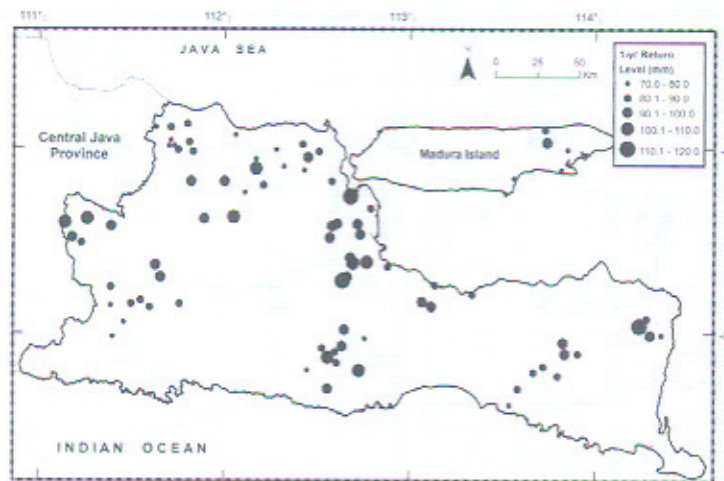 111° 112° 113° 114°
JAVA SEA
1-yr Return
Level (mm)
70.0 - 80.0
80.1 - 90.0
90.1 - 100.0
100.1 - 110.0
110.1 - 120.0
0 25 50
Km
Central Java
Province
Madura Island
INDIAN OCEAN